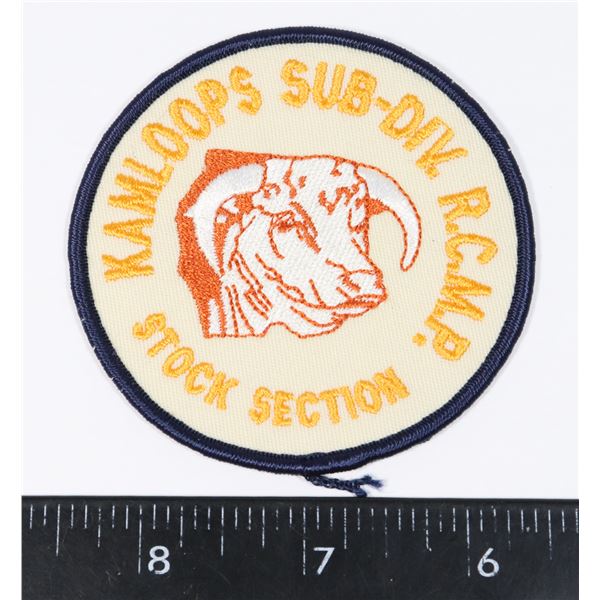 KAMLOOPS SUB-DIV. R.C.M.P.
STOCK SECTION
8 7 6